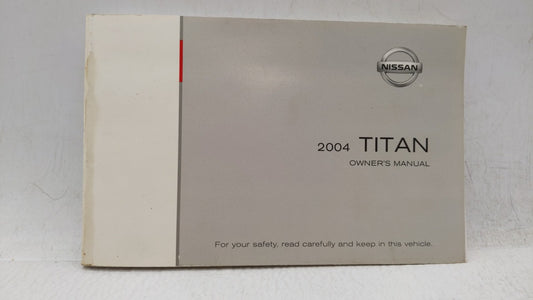 NISSAN
2004 TITAN
OWNER'S MANUAL
For your safety, read carefully and keep in this vehicle.